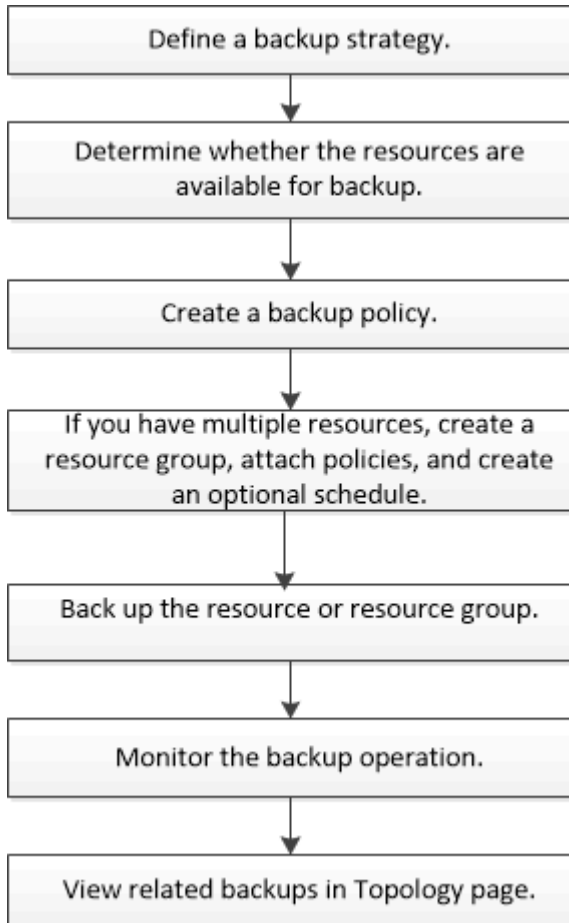 Define a backup strategy.
Determine whether the resources are
available for backup.
Create a backup policy.
If you have multiple resources, create a
resource group, attach policies, and create
an optional schedule.
Back up the resource or resource group.
Monitor the backup operation.
View related backups in Topology page.